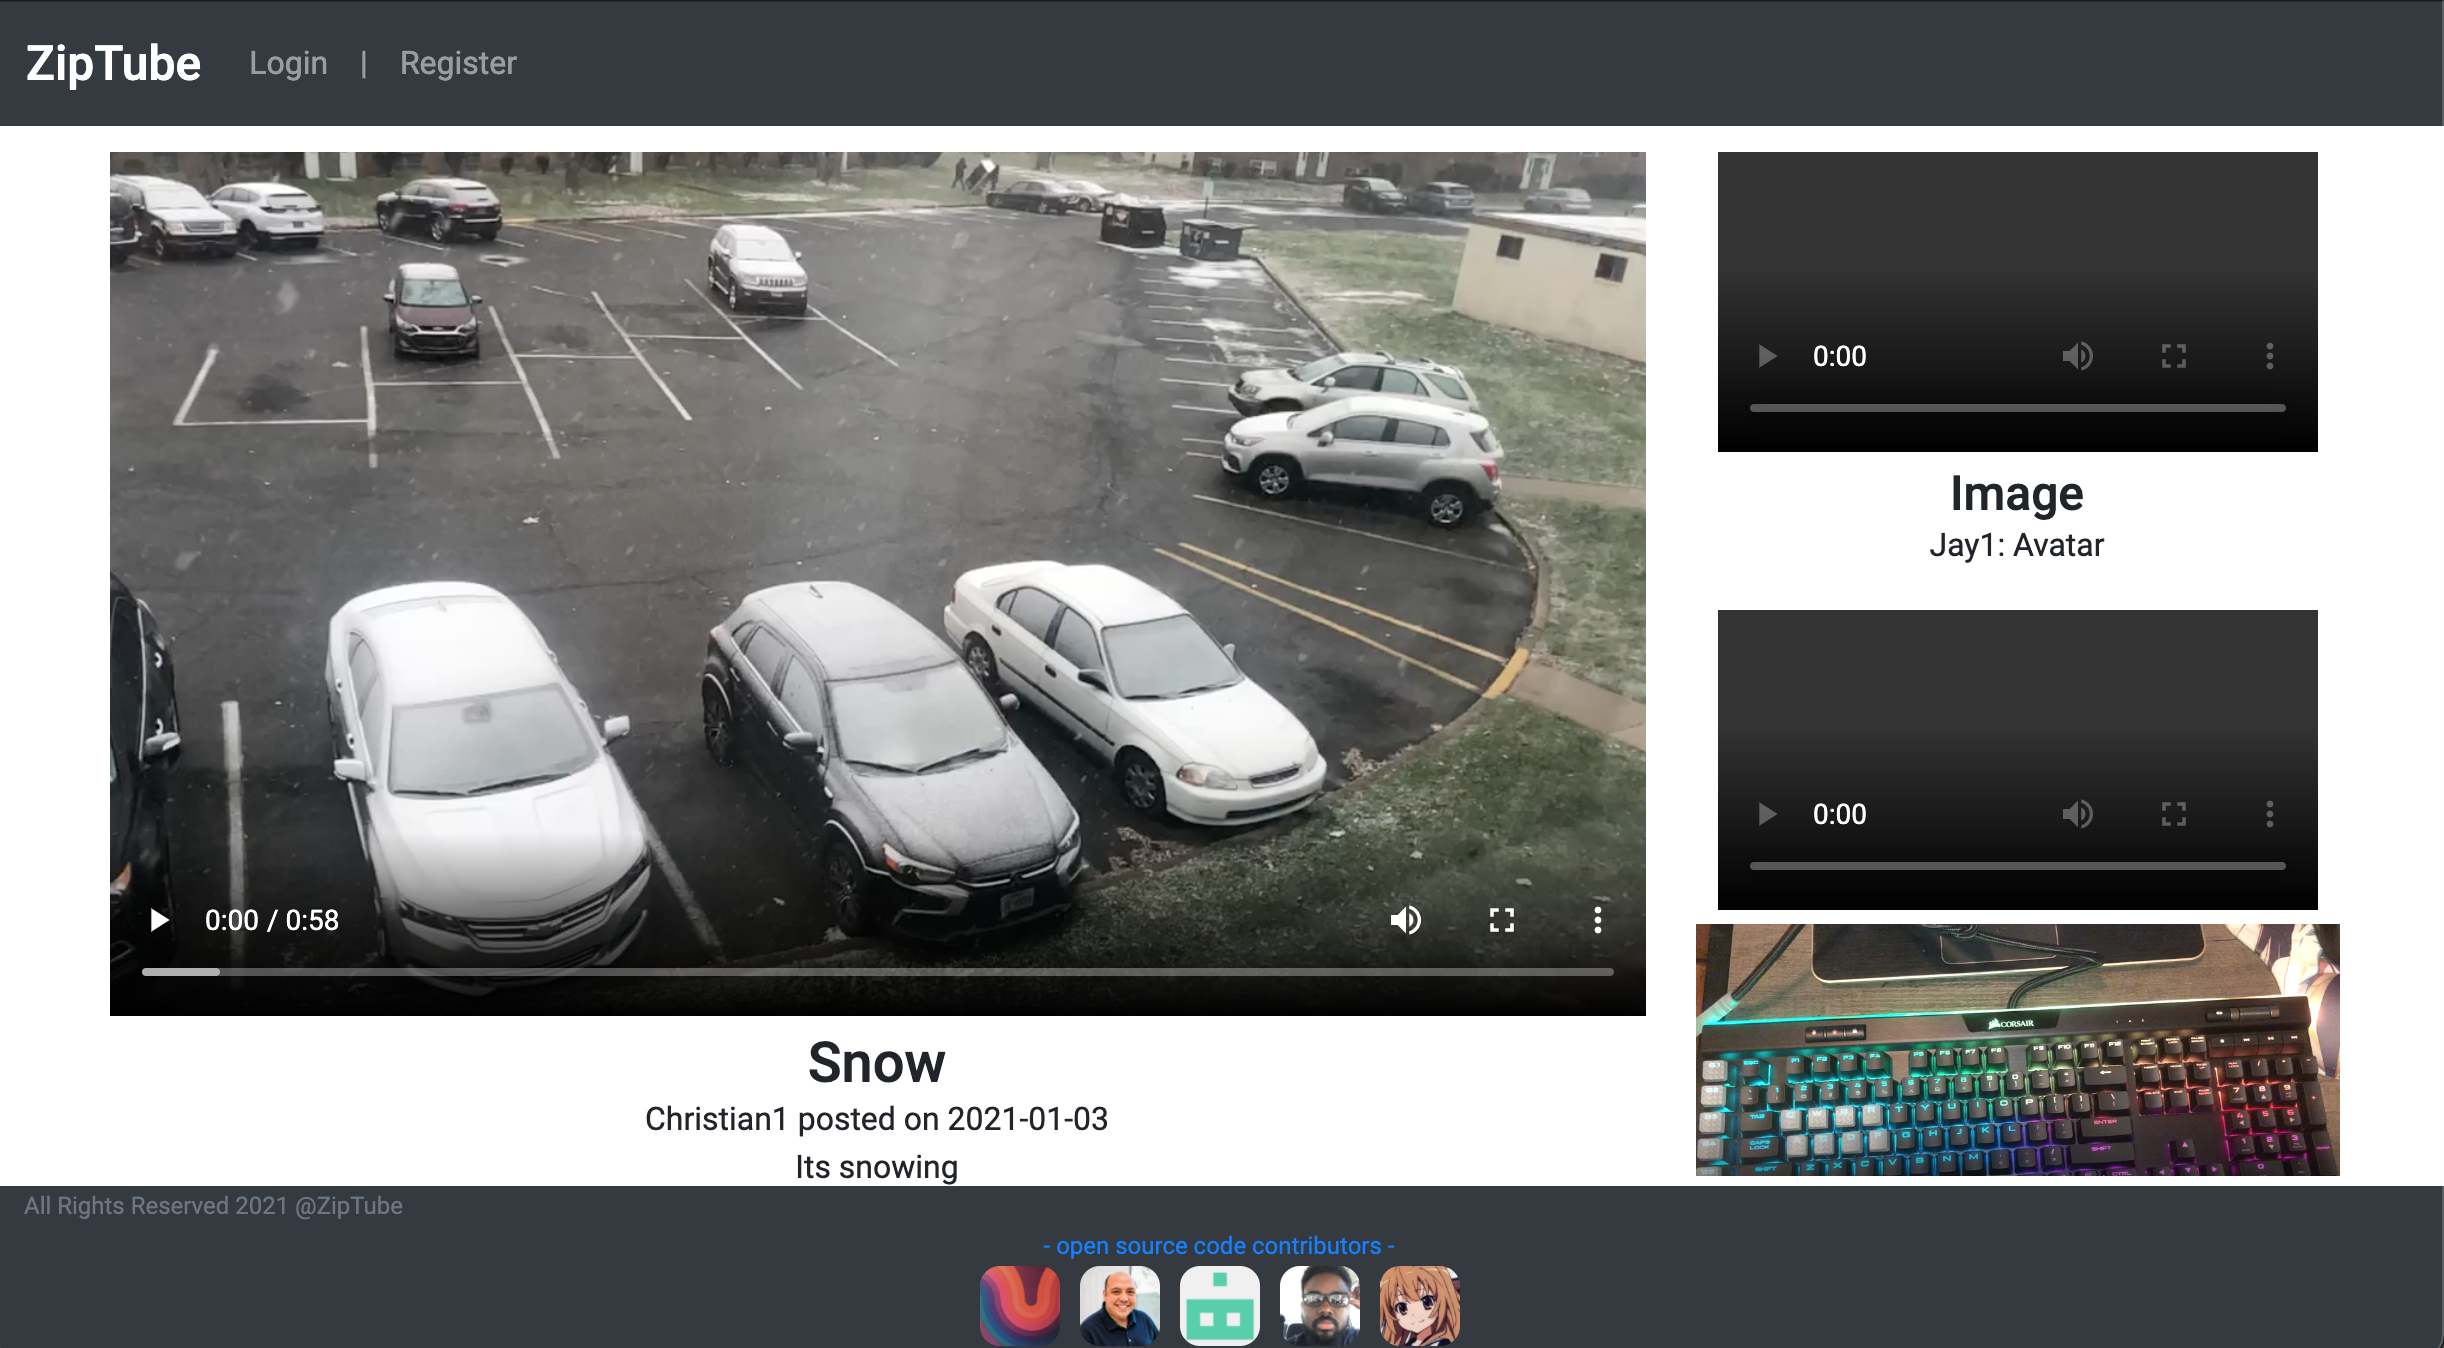 ZipTube Login | Register
0:00 / 0:58
Snow
Christian1 posted on 2021-01-03
Its snowing
0:00
Image
Jay1: Avatar
0:00
CORSAIR
All Rights Reserved 2021 @ZipTube
- open source code contributors -